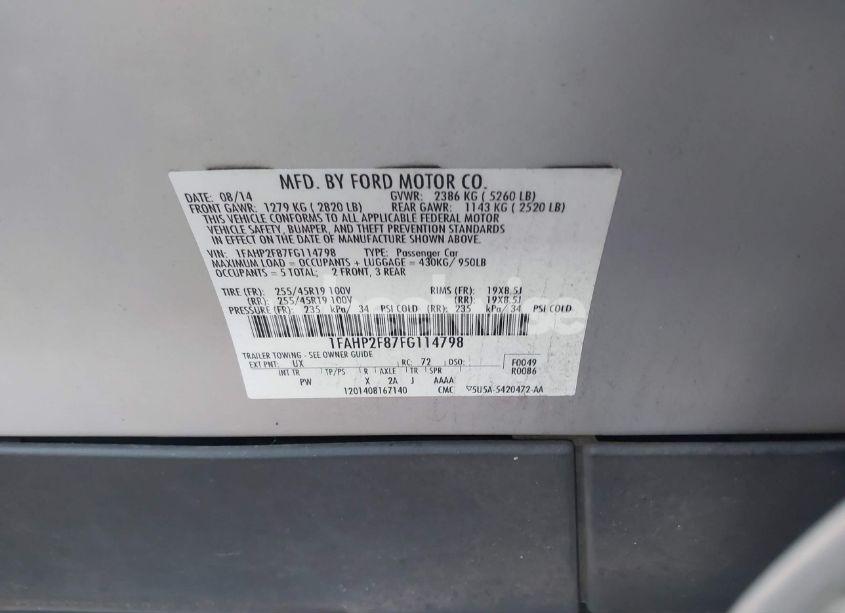 MFD. BY FORD MOTOR CO.
DATE: 08/14 GVWR: 2386 KG ( 5260 LB)
FRONT GAWR: 1279 KG ( 2820 LB) REAR GAWR: 1143 KG ( 2520 LB)
THIS VEHICLE CONFORMS TO ALL APPLICABLE FEDERAL MOTOR
VEHICLE SAFETY, BUMPER, AND THEFT PREVENTION STANDARDS
IN EFFECT ON THE DATE OF MANUFACTURE SHOWN ABOVE.
VIN: 1FAHP2F87FG114798 TYPE: Passenger Car
MAXIMUM LOAD = OCCUPANTS + LUGGAGE = 430KG/ 950LB
OCCUPANTS = 5 TOTAL; 2 FRONT, 3 REAR
TIRE (FR): 255/45R19 100V RIMS (FR): 19X8.5J
(RR): 255/45R19 100V (RR): 19X8.5J
PRESSURE (FR): 235 kPa/ 34 PSI COLD (RR): 235 kPa/ 34 PSI COLD
1FAHP2F87FG114798
TRAILER TOWING - SEE OWNER GUIDE
EXT PNT: UX RC: 72 DSO: F0049
INT TR TP/PS R AXLE TR SPR R0086
PW X 2A J AAAA
1201408167140 CMC 5U5A-5420472-AA